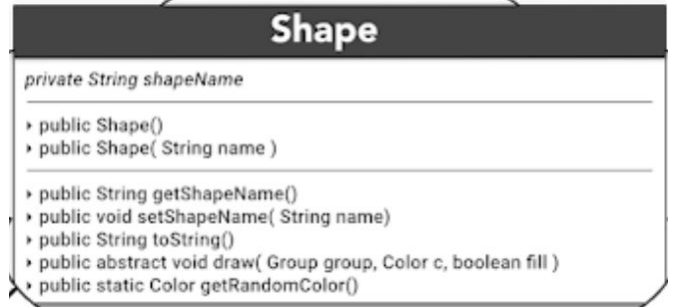 Shape
private String shapeName
‣ public Shape()
‣ public Shape( String name )
‣ public String getShapeName()
‣ public void setShapeName( String name)
‣ public String toString()
‣ public abstract void draw( Group group, Color c, boolean fill )
‣ public static Color getRandomColor()